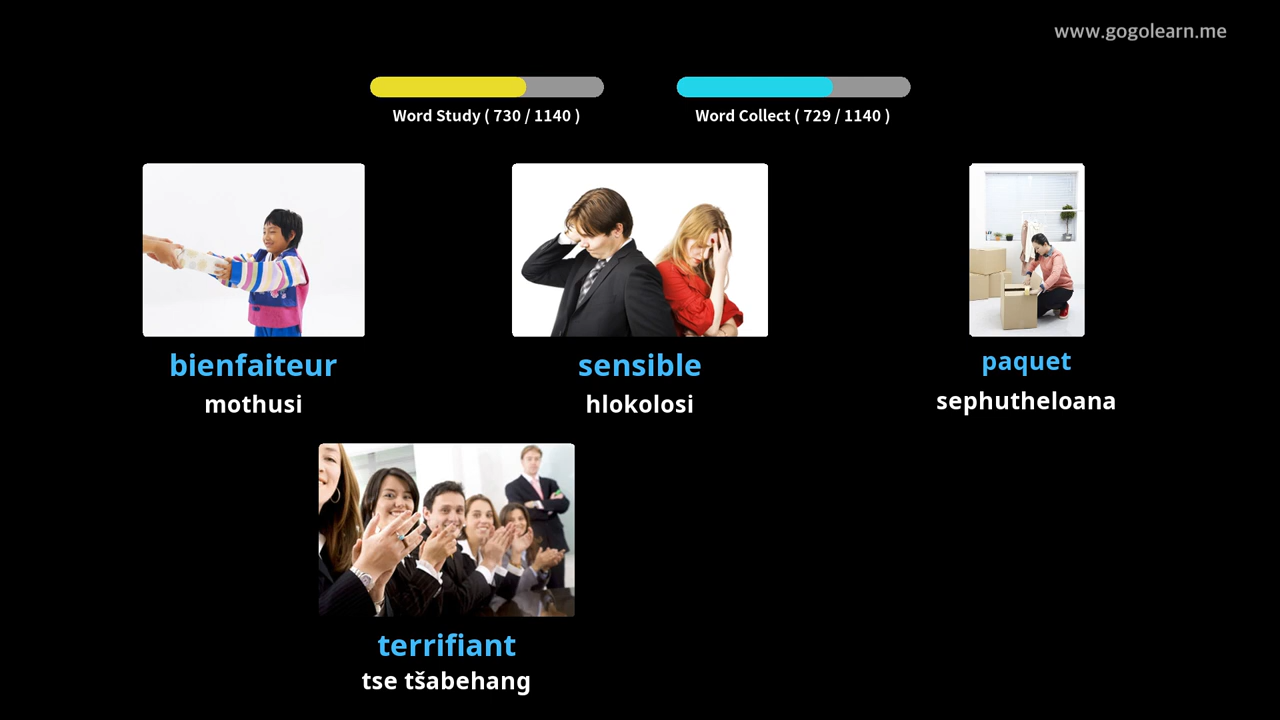 www.gogolearn.me
Word Study ( 730 / 1140 )
Word Collect ( 729 / 1140 )
bienfaiteur
mothusi
sensible
hlokolosi
paquet
sephutheloana
terrifiant
tse tšabehang